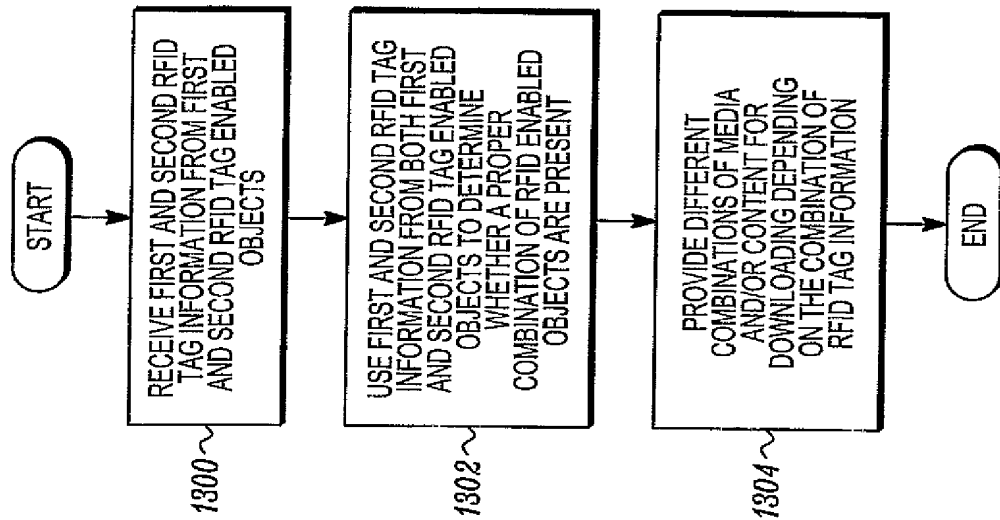 START
RECEIVE FIRST AND SECOND RFID
TAG INFORMATION FROM FIRST
AND SECOND RFID TAG ENABLED
OBJECTS
1300
USE FIRST AND SECOND RFID TAG
INFORMATION FROM BOTH FIRST
AND SECOND RFID TAG ENABLED
OBJECTS TO DETERMINE
WHETHER A PROPER
COMBINATION OF RFID ENABLED
OBJECTS ARE PRESENT
1302
PROVIDE DIFFERENT
COMBINATIONS OF MEDIA
AND/OR CONTENT FOR
DOWNLOADING DEPENDING
ON THE COMBINATION OF
RFID TAG INFORMATION
1304
END